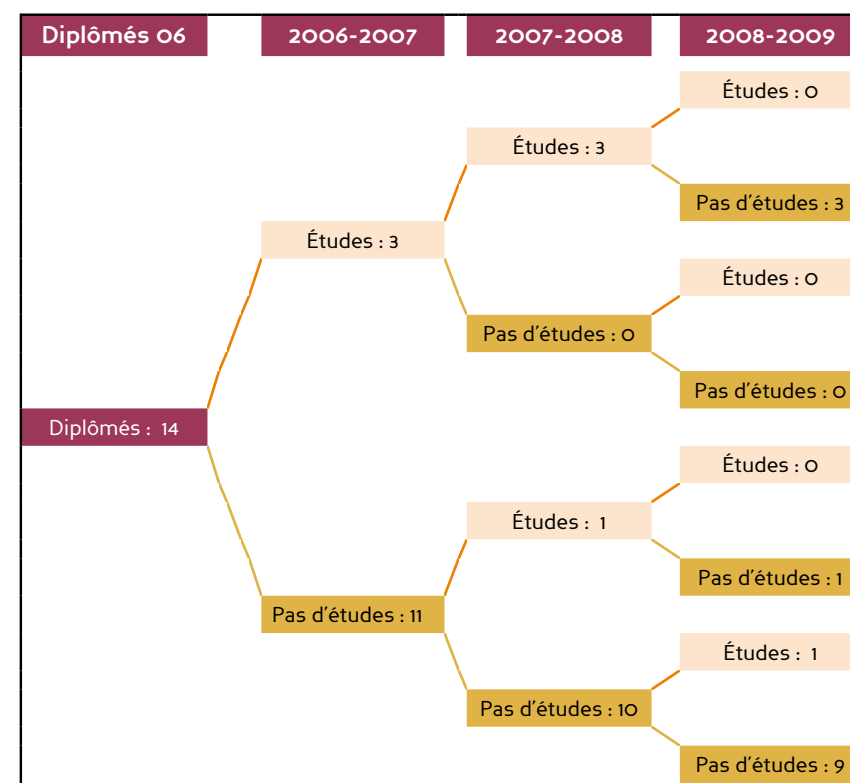 Diplômés 06 2006-2007 2007-2008 2008-2009
Études : 0
Études : 3
Pas d'études : 3
Études : 3
Études : 0
Pas d'études : 0
Pas d'études : 0
Diplômés : 14
Études : 0
Études : 1
Pas d'études : 1
Pas d'études : 11
Études : 1
Pas d'études : 10
Pas d'études : 9